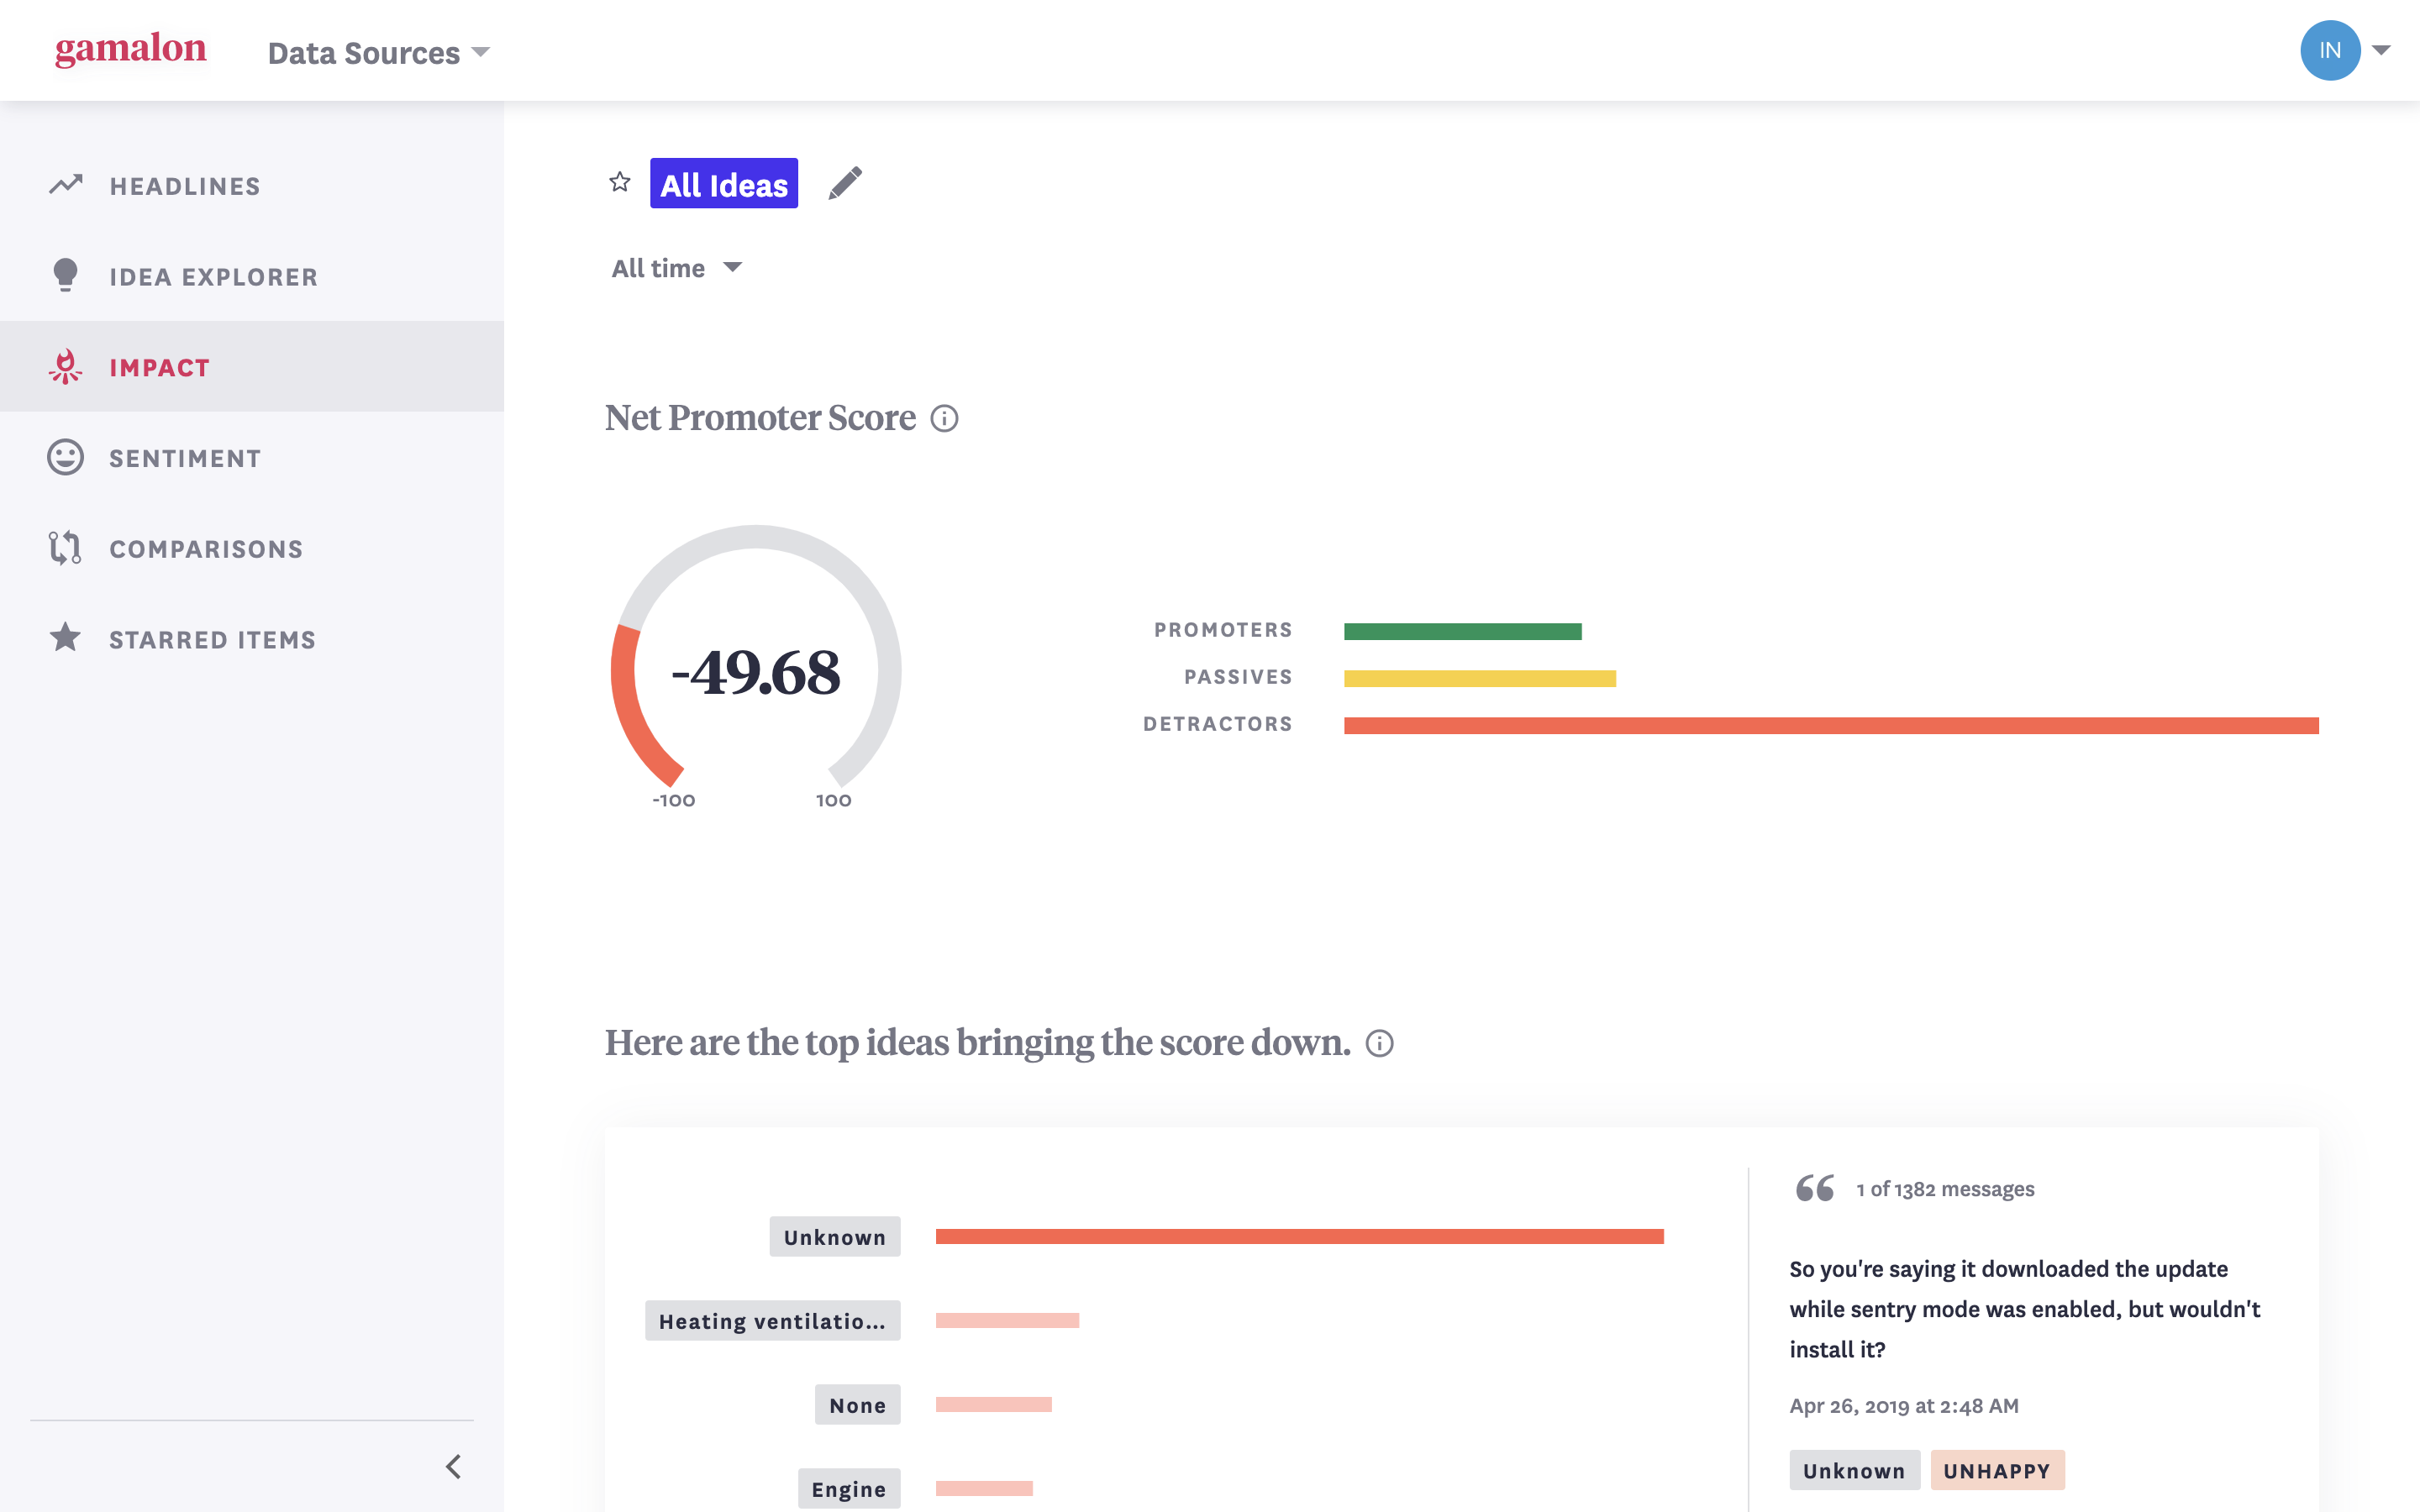 gamalon
Data Sources
IN
HEADLINES
IDEA EXPLORER
IMPACT
SENTIMENT
COMPARISONS
STARRED ITEMS
All Ideas
All time
Net Promoter Score
-49.68
-100
100
PROMOTERS
PASSIVES
DETRACTORS
Here are the top ideas bringing the score down.
Unknown
Heating ventilatio...
None
Engine
1 of 1382 messages
So you're saying it downloaded the update
while sentry mode was enabled, but wouldn't
install it?
Apr 26, 2019 at 2:48 AM
Unknown
UNHAPPY